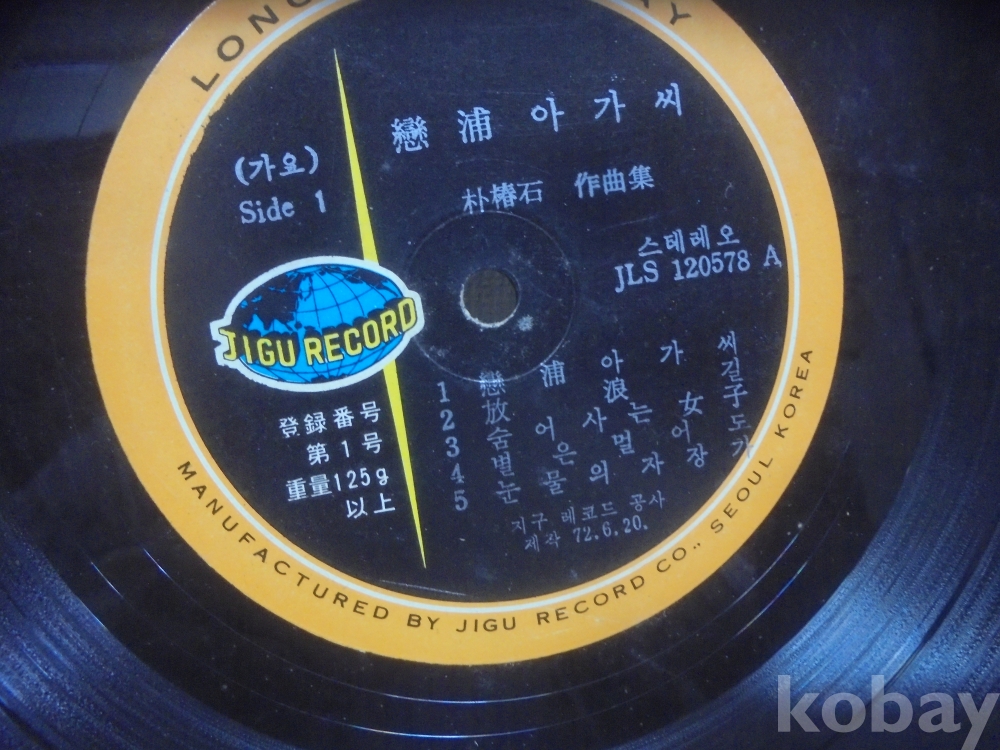 LONG
戀浦아가씨
(가요)
Side 1
朴椿石 作曲集
스테레오
JLS 120578 A
JIGU RECORD
1 戀浦아가씨
2 放浪길
3 숨어사는女子
4 별은멀어도
5 눈물의자장가
登録番号
第1号
重量125g
以上
지구 레코드 공사
제작 72.6.20.
MANUFACTURED BY JIGU RECORD CO., SEOUL KOREA
kobay